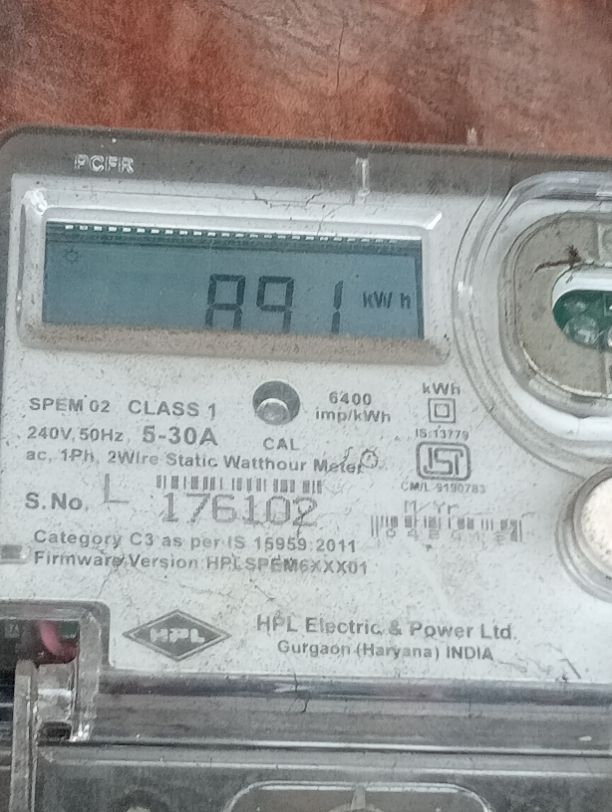 PCFR
891 kWh
kWh
SPEM 02 CLASS 1
6400
imp/kWh
240V, 50Hz, 5-30A
CAL
IS:13779
ac, 1Ph, 2Wire Static Watthour Meter
ISI
CM/L-9190783
S.No. L 176102
M/Yr.
Category C3 as per IS 15959:2011
Firmware Version HPLSPEM6XXX01
HPL
HPL Electric & Power Ltd.
Gurgaon (Haryana) INDIA